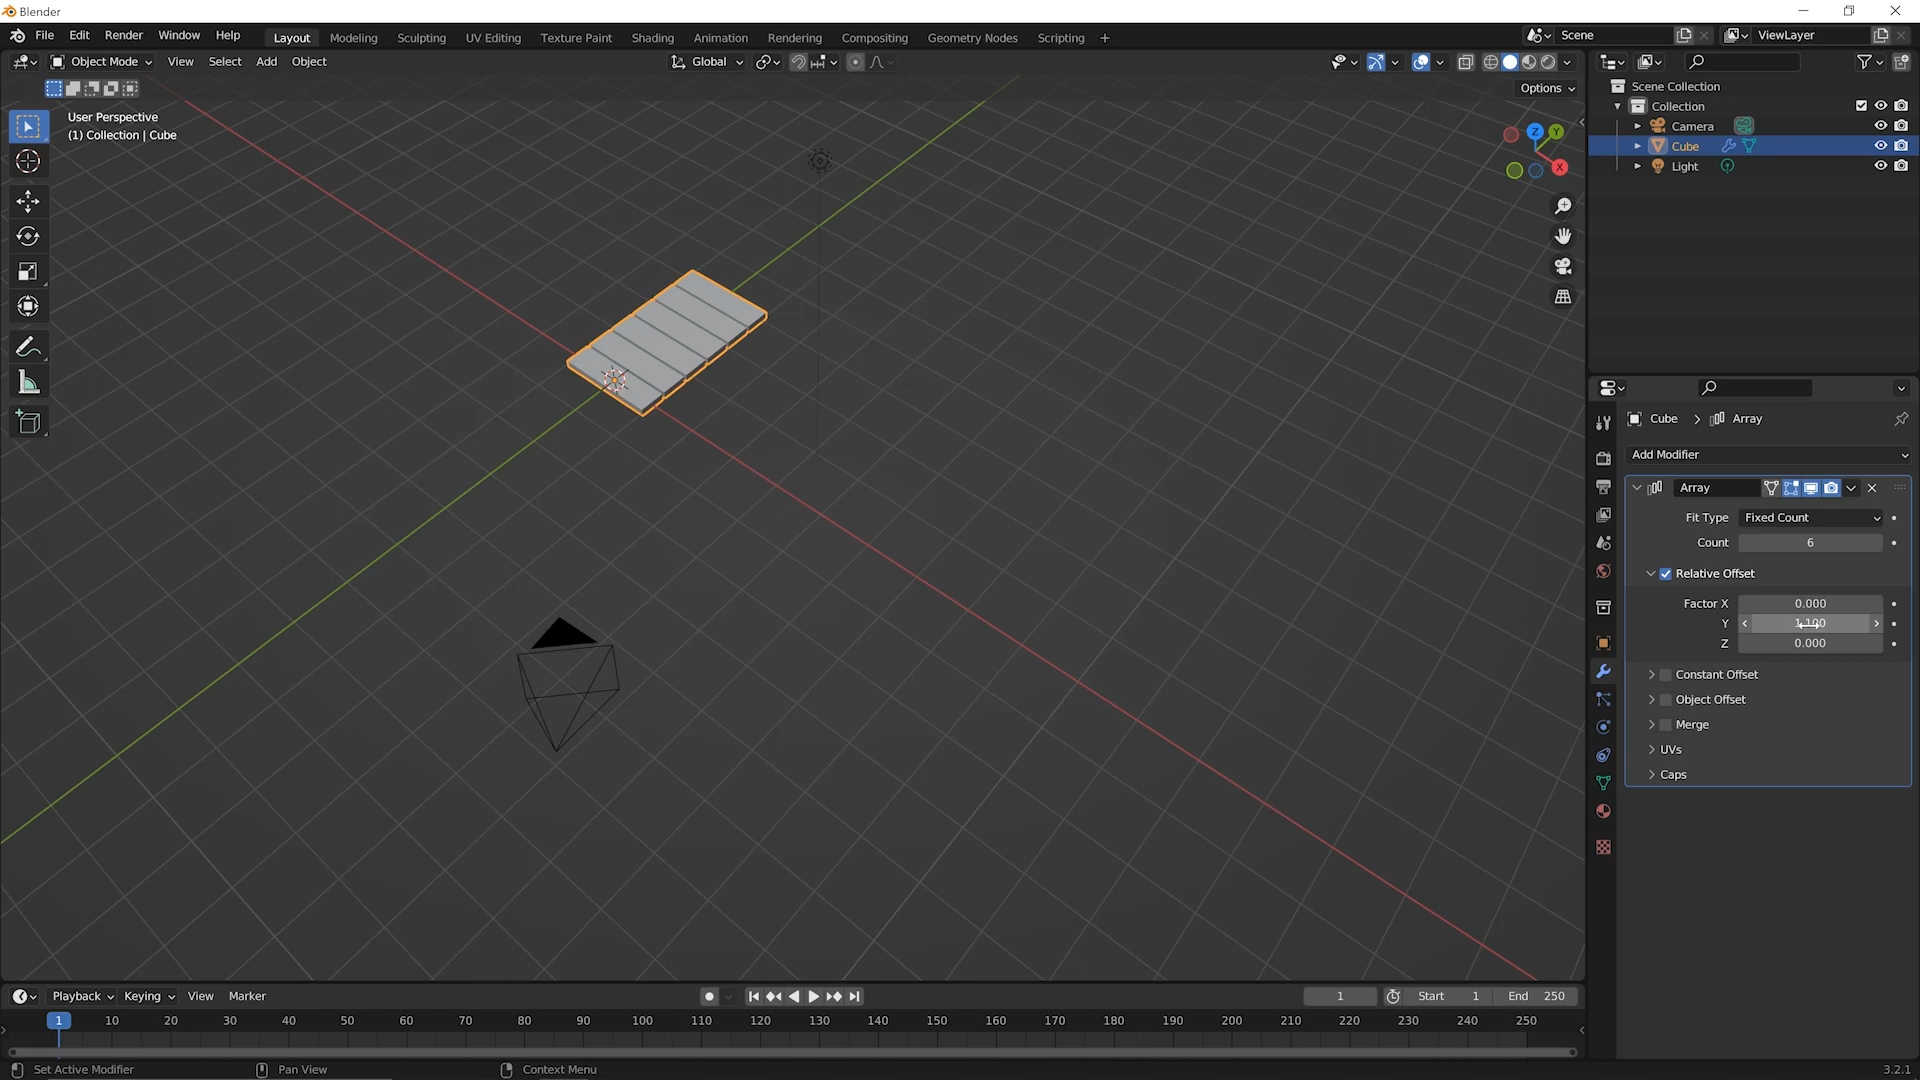 Blender
File Edit Render Window Help Layout Modeling Sculpting UV Editing Texture Paint Shading Animation Rendering Compositing Geometry Nodes Scripting + Scene ViewLayer
Object Mode View Select Add Object Global
Options
User Perspective
(1) Collection | Cube
Z Y
X
Scene Collection
Collection
Camera
Cube
Light
Cube > Array
Add Modifier
Array
Fit Type Fixed Count
Count 6
Relative Offset
Factor X 0.000
Y 1.100
Z 0.000
Constant Offset
Object Offset
Merge
UVs
Caps
Playback Keying View Marker 1 Start 1 End 250
1 10 20 30 40 50 60 70 80 90 100 110 120 130 140 150 160 170 180 190 200 210 220 230 240 250
Set Active Modifier Pan View Context Menu 3.2.1